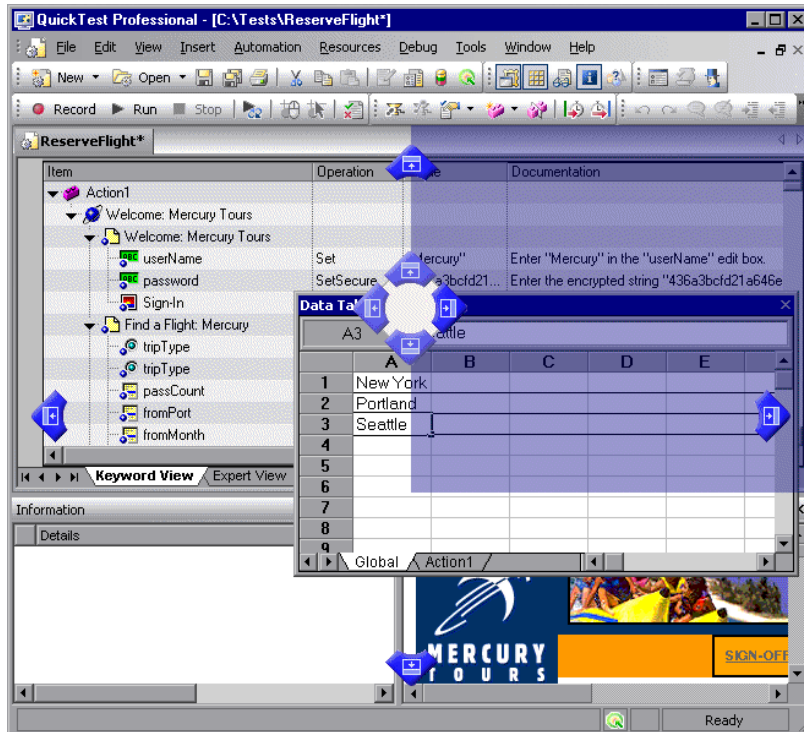 QuickTest Professional - [C:\Tests\ReserveFlight*]
File Edit View Insert Automation Resources Debug Tools Window Help
New Open
Record Run Stop
ReserveFlight*
Item Operation Documentation
Action1
Welcome: Mercury Tours
Welcome: Mercury Tours
userName Set Mercury" Enter "Mercury" in the "userName" edit box.
password SetSecure a3bcfd21... Enter the encrypted string "436a3bcfd21a646e
Sign-In
Find a Flight: Mercury
tripType
tripType
passCount
fromPort
fromMonth
Keyword View Expert View
Data Ta
A3 attle
A B C D E
1 New York
2 Portland
3 Seattle
4
5
6
7
8
9
Global Action1
Information
Details
MERCURY
TOURS
SIGN-OFF
Ready